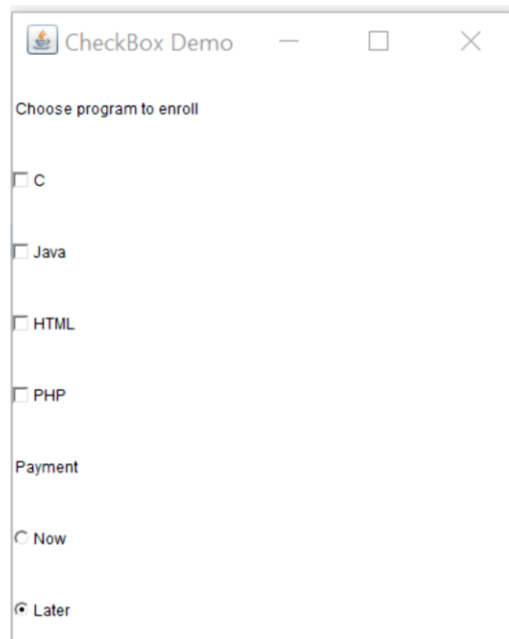 CheckBox Demo
Choose program to enroll
C
Java
HTML
PHP
Payment
Now
Later